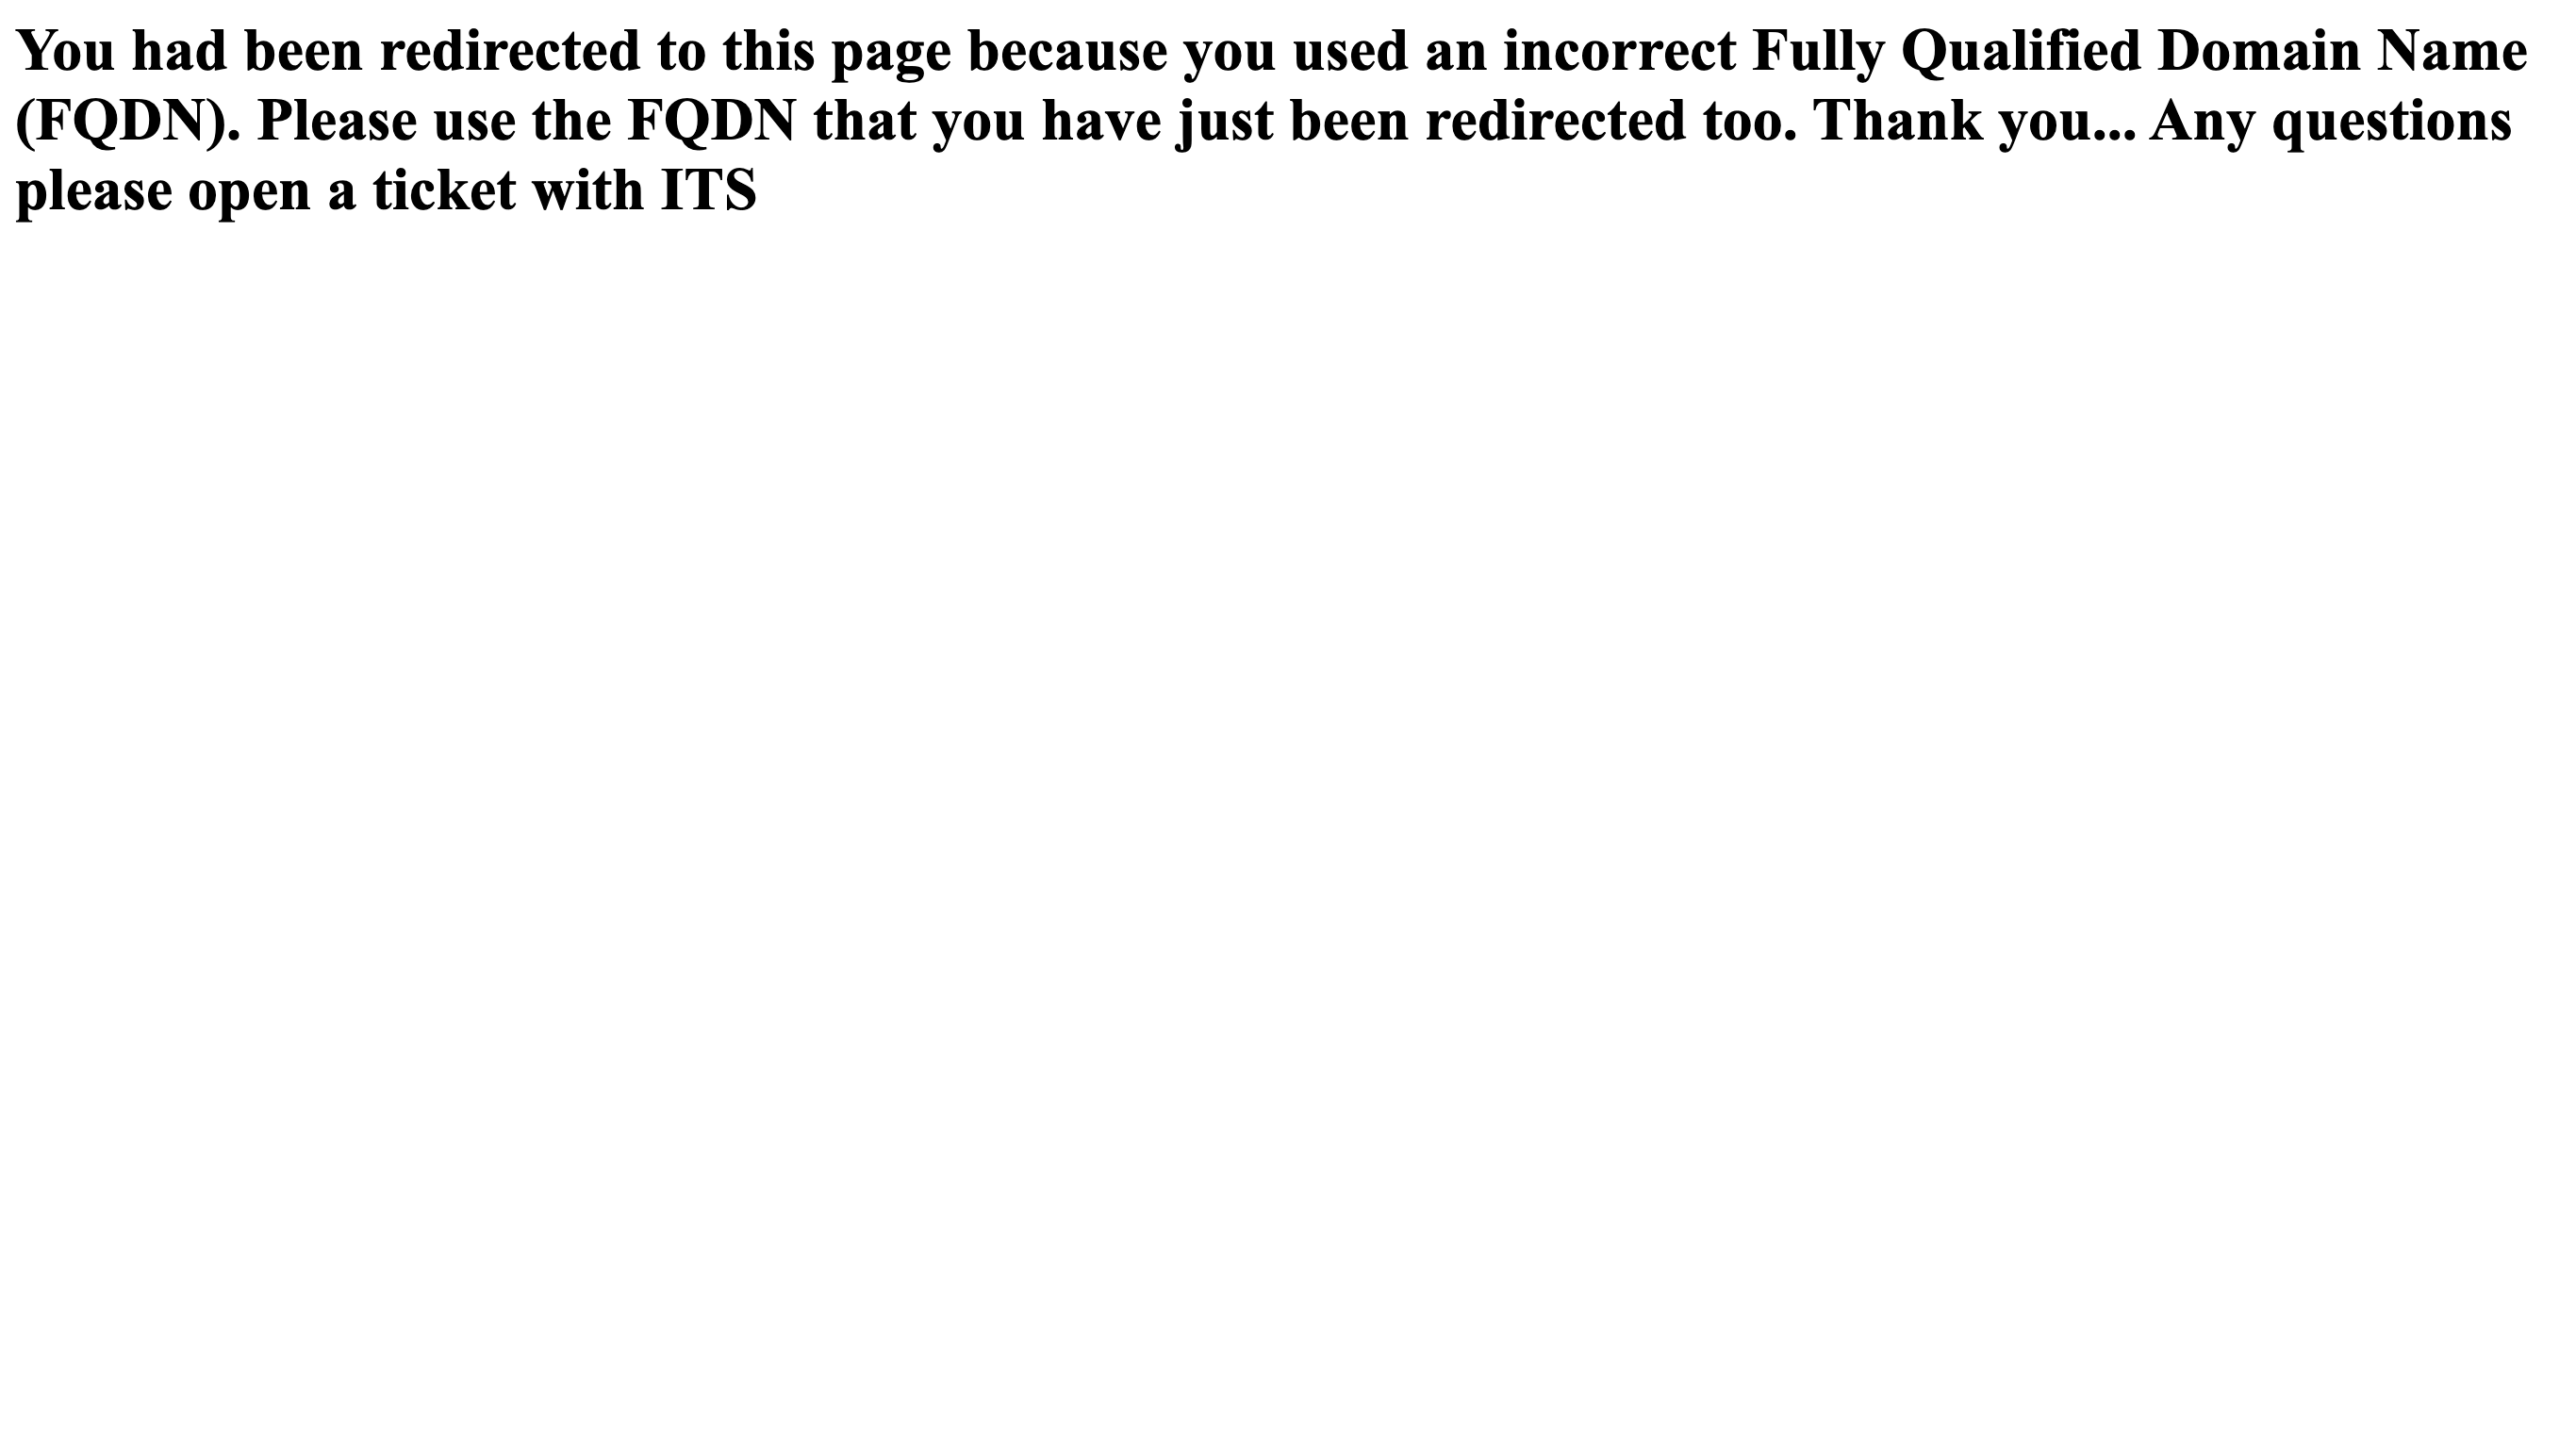 You had been redirected to this page because you used an incorrect Fully Qualified Domain Name
(FQDN). Please use the FQDN that you have just been redirected too. Thank you... Any questions
please open a ticket with ITS